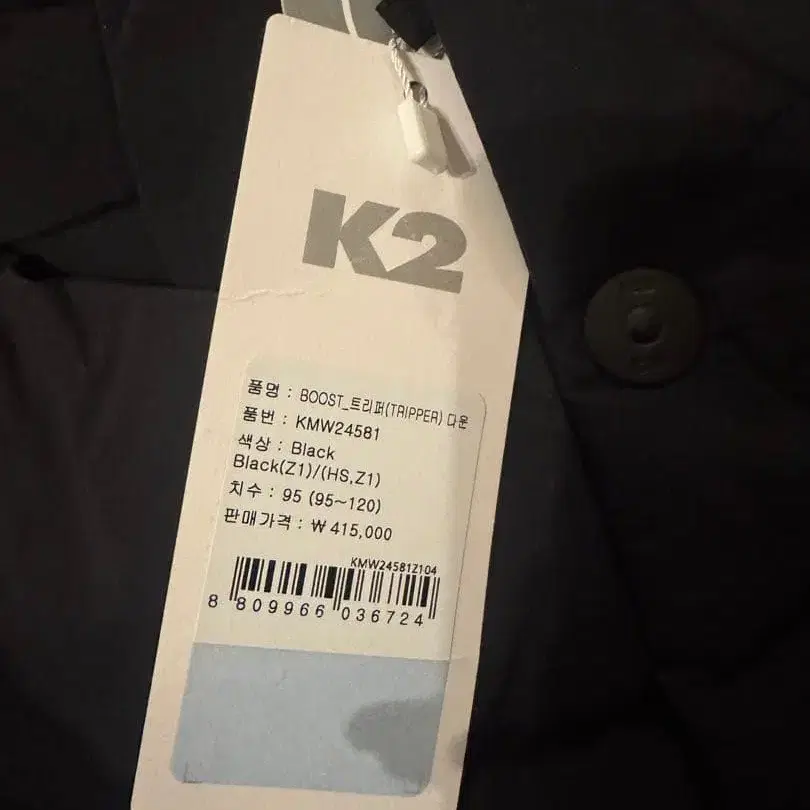 K2
품명 : BOOST_트리퍼(TRIPPER) 다운
품번 : KMW24581
색상 : Black
Black(Z1)/(HS,Z1)
치수 : 95 (95~120)
판매가격 : ₩ 415,000
KMW24581Z104
8 809966 036724